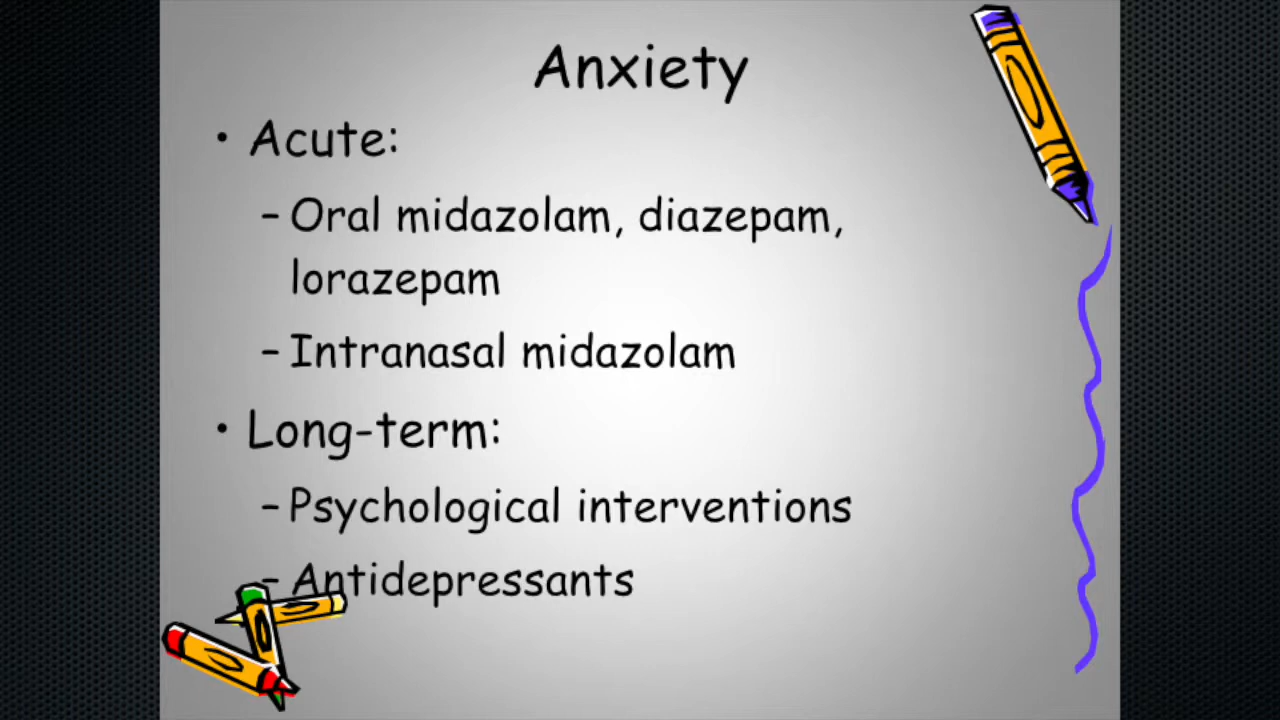 Anxiety
• Acute:
– Oral midazolam, diazepam,
lorazepam
– Intranasal midazolam
• Long-term:
– Psychological interventions
– Antidepressants